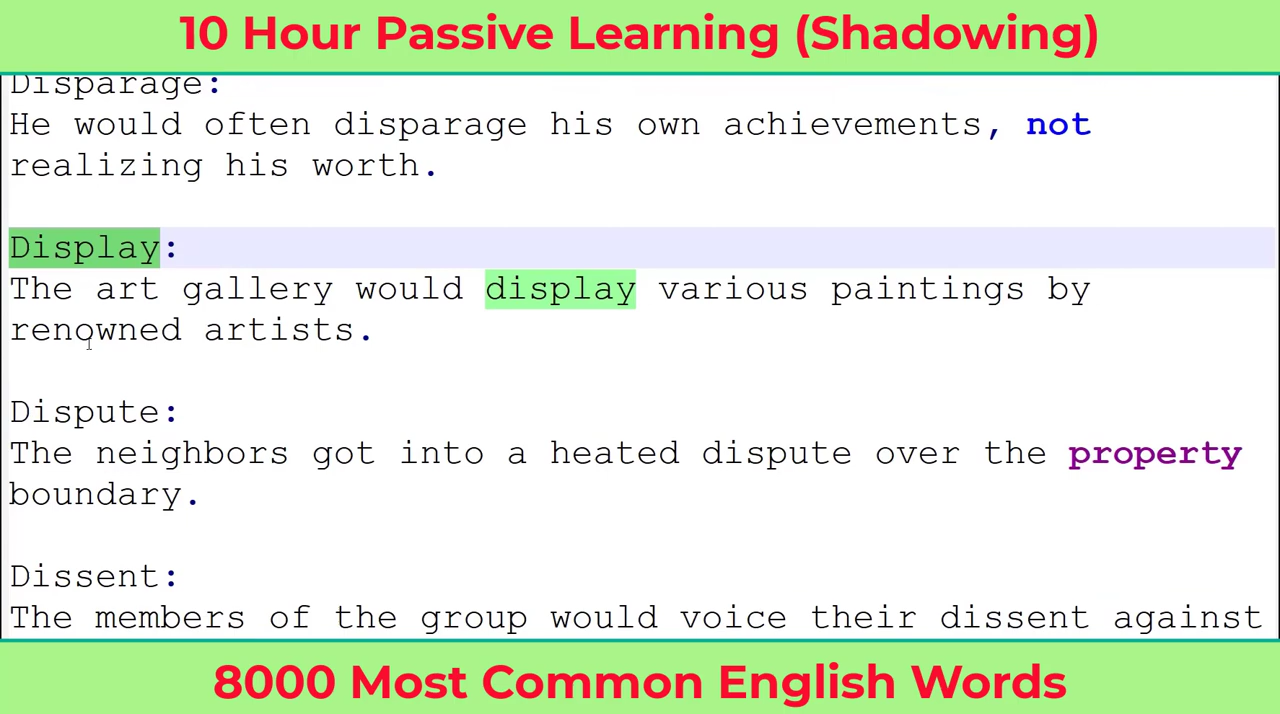 10 Hour Passive Learning (Shadowing)
Disparage:
He would often disparage his own achievements, not
realizing his worth.
Display:
The art gallery would display various paintings by
renowned artists.
Dispute:
The neighbors got into a heated dispute over the property
boundary.
Dissent:
The members of the group would voice their dissent against
8000 Most Common English Words